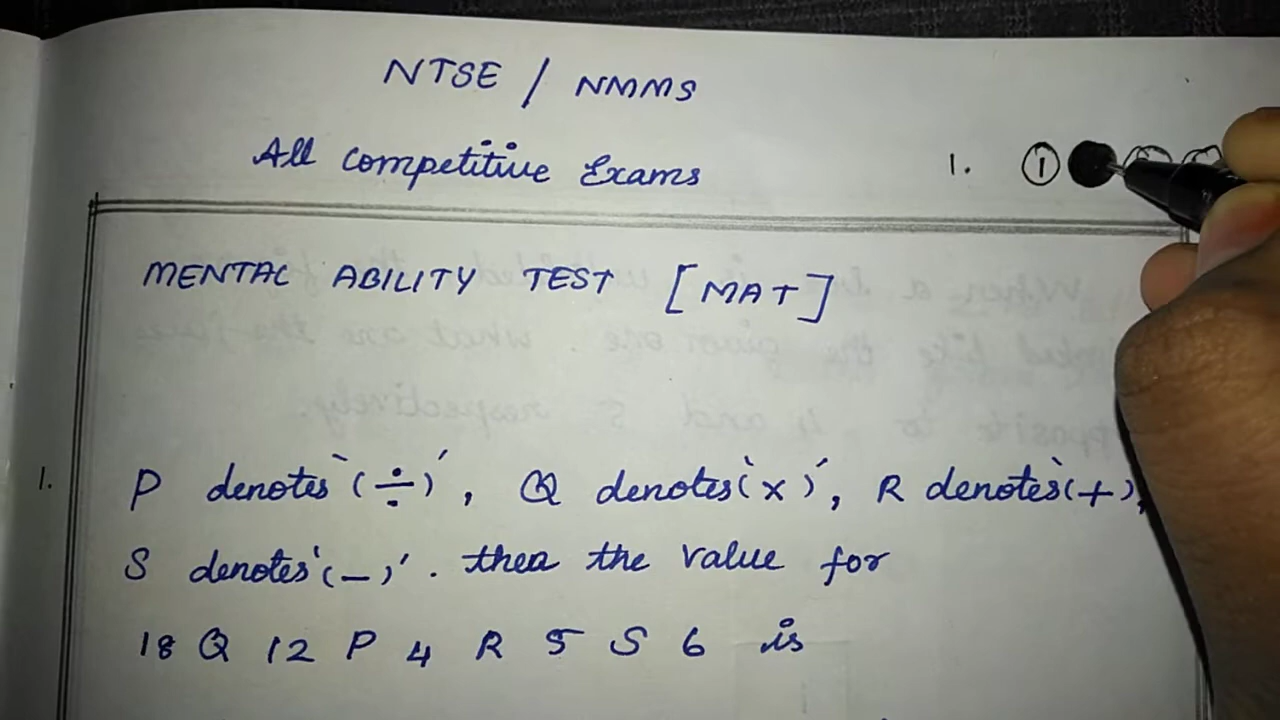 NTSE / NMMS
All Competitive Exams
1. 1
MENTAL ABILITY TEST [MAT]
1. P denotes '(÷)', Q denotes '(×)', R denotes '(+),
S denotes '(−)'. then the value for
18 Q 12 P 4 R 5 S 6 is